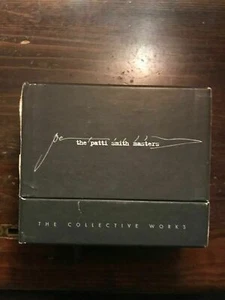 the patti smith masters
THE COLLECTIVE WORKS